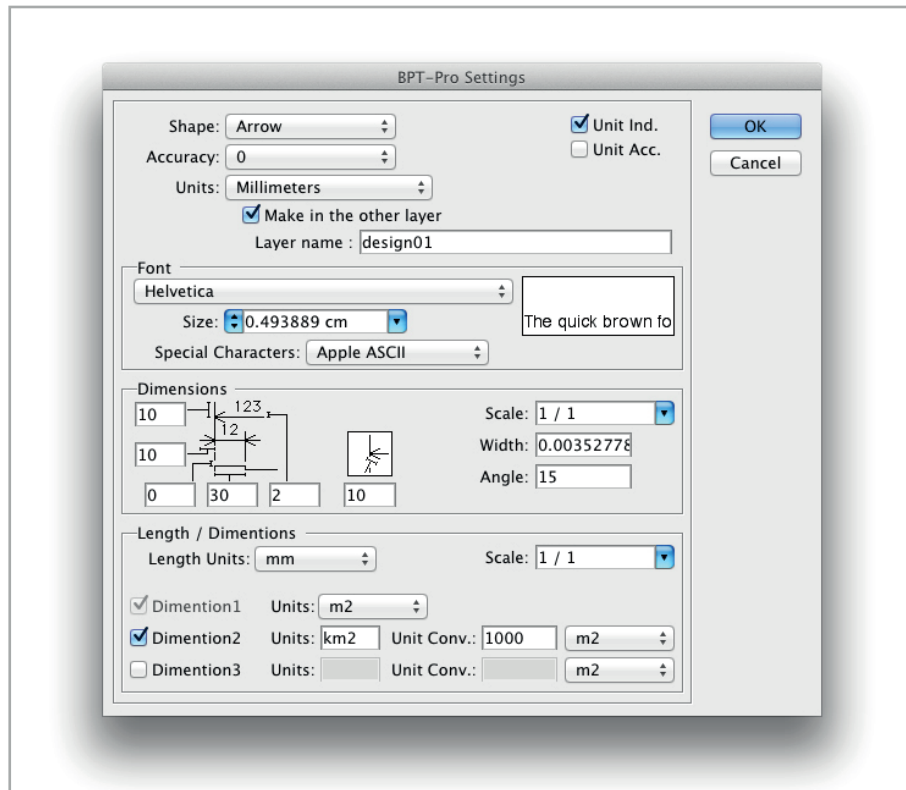 BPT-Pro Settings
Shape: Arrow
Unit Ind.
OK
Accuracy: 0
Unit Acc.
Cancel
Units: Millimeters
Make in the other layer
Layer name : design01
Font
Helvetica
The quick brown fo
Size: 0.493889 cm
Special Characters: Apple ASCII
Dimensions
10
123
12
10
0
30
2
10
Scale: 1 / 1
Width: 0.00352778
Angle: 15
Length / Dimentions
Length Units: mm
Scale: 1 / 1
Dimention1 Units: m2
Dimention2 Units: km2 Unit Conv.: 1000 m2
Dimention3 Units: Unit Conv.: m2